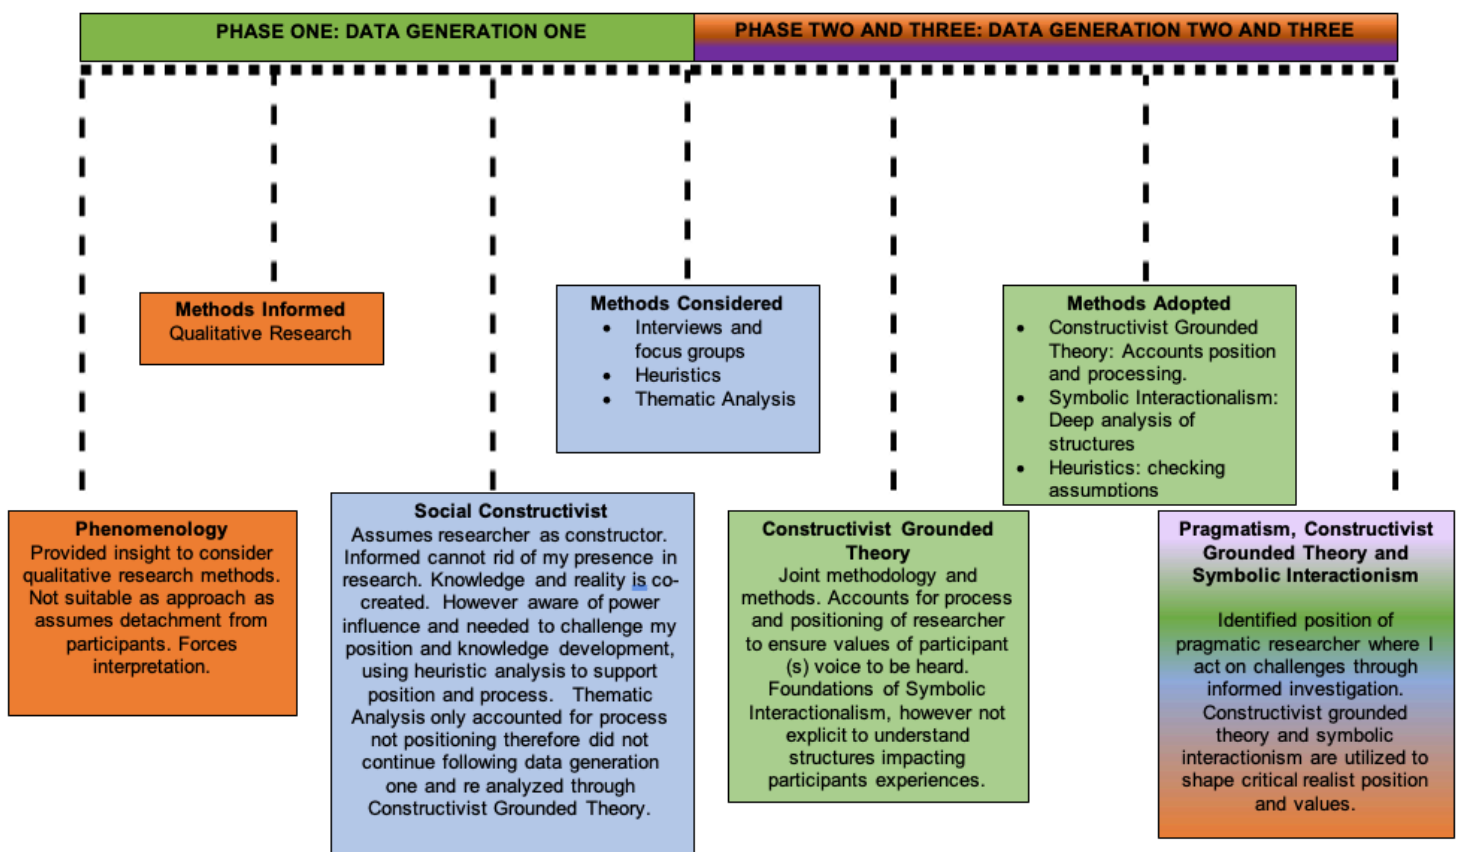 PHASE ONE: DATA GENERATION ONE
PHASE TWO AND THREE: DATA GENERATION TWO AND THREE
Methods Informed
Qualitative Research
Methods Considered
• Interviews and
focus groups
• Heuristics
• Thematic Analysis
Methods Adopted
• Constructivist Grounded
Theory: Accounts position
and processing.
• Symbolic Interactionalism:
Deep analysis of
structures
• Heuristics: checking
assumptions
Phenomenology
Provided insight to consider
qualitative research methods.
Not suitable as approach as
assumes detachment from
participants. Forces
interpretation.
Social Constructivist
Assumes researcher as constructor.
Informed cannot rid of my presence in
research. Knowledge and reality is co-
created. However aware of power
influence and needed to challenge my
position and knowledge development,
using heuristic analysis to support
position and process. Thematic
Analysis only accounted for process
not positioning therefore did not
continue following data generation
one and re analyzed through
Constructivist Grounded Theory.
Constructivist Grounded
Theory
Joint methodology and
methods. Accounts for process
and positioning of researcher
to ensure values of participant
(s) voice to be heard.
Foundations of Symbolic
Interactionalism, however not
explicit to understand
structures impacting
participants experiences.
Pragmatism, Constructivist
Grounded Theory and
Symbolic Interactionism
Identified position of
pragmatic researcher where I
act on challenges through
informed investigation.
Constructivist grounded
theory and symbolic
interactionism are utilized to
shape critical realist position
and values.